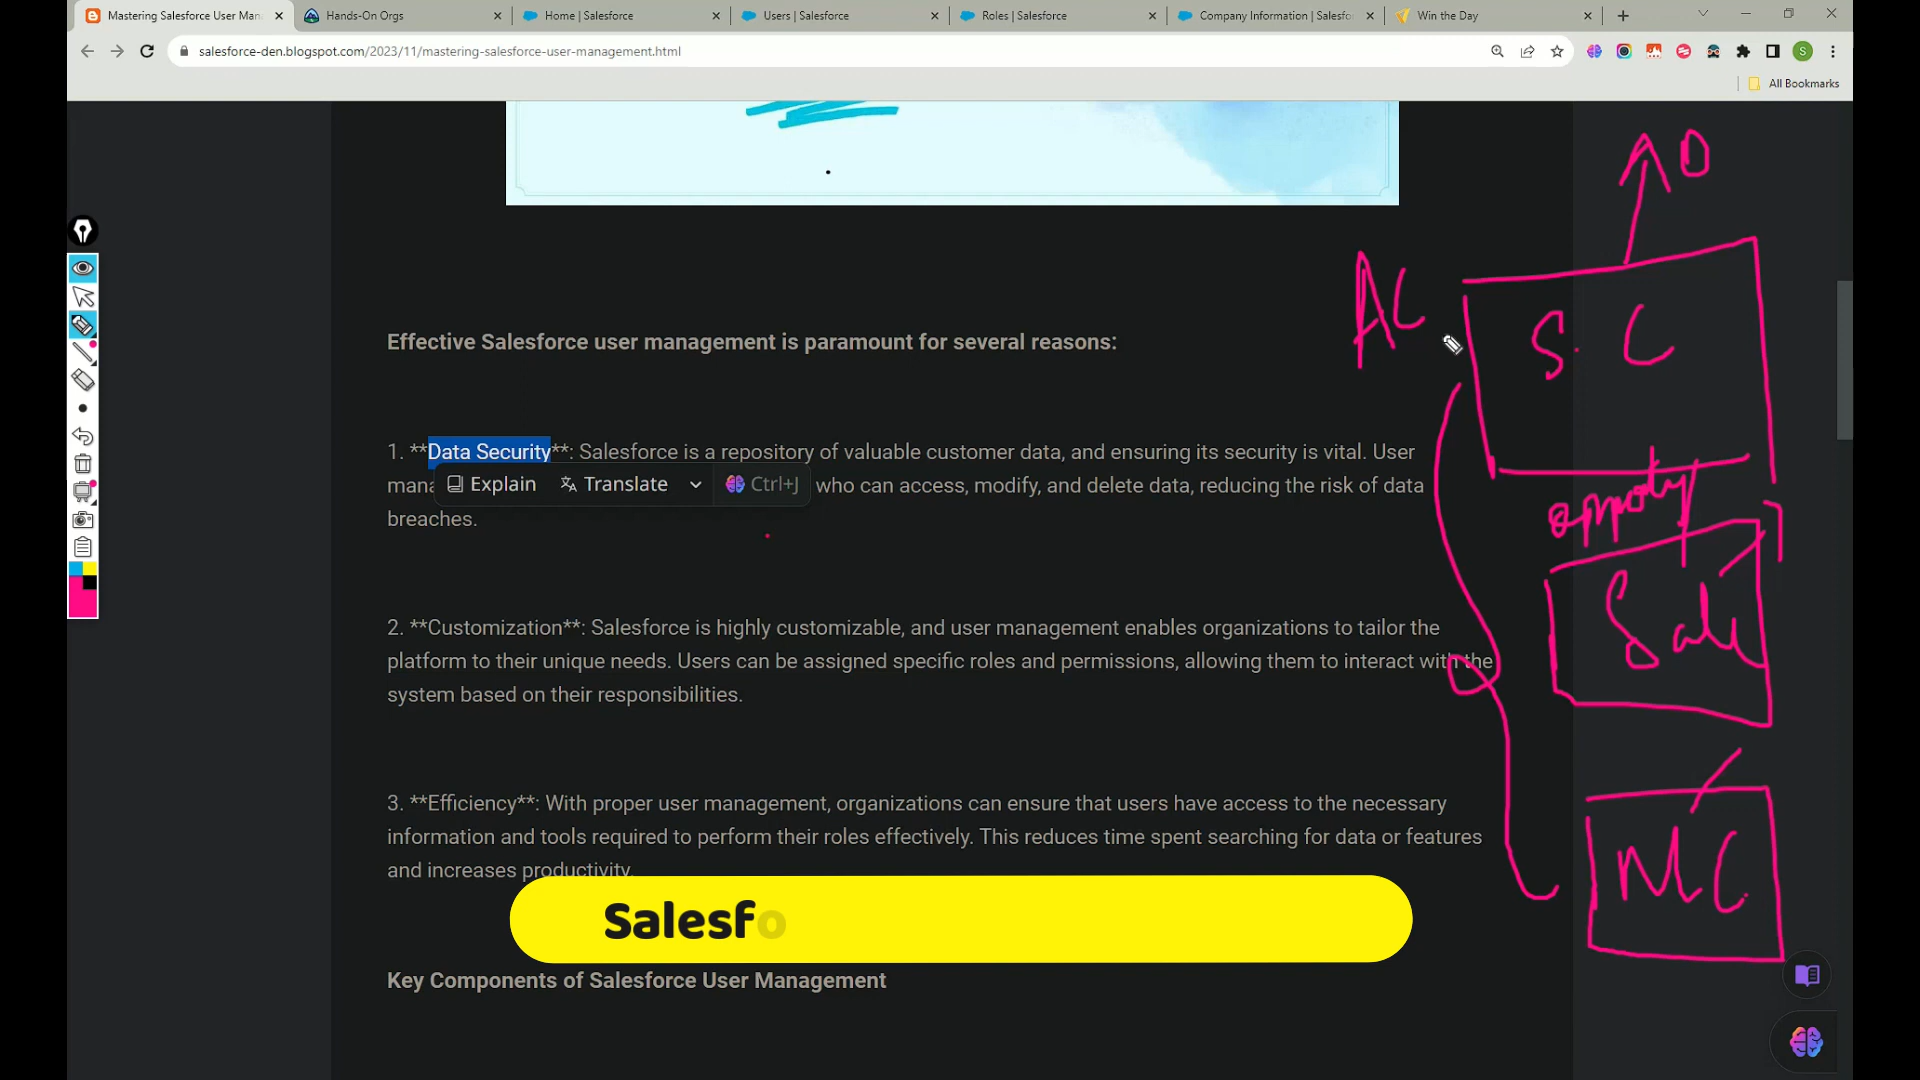 Mastering Salesforce User Man
Hands-On Orgs
Home | Salesforce
Users | Salesforce
Roles | Salesforce
Company Information | Salesfo
Win the Day
salesforce-den.blogspot.com/2023/11/mastering-salesforce-user-management.html
S
All Bookmarks
D
AC
S. C
Effective Salesforce user management is paramount for several reasons:
1. **Data Security**: Salesforce is a repository of valuable customer data, and ensuring its security is vital. User
mana
Explain
Translate
Ctrl+J
who can access, modify, and delete data, reducing the risk of data
breaches.
Sale
2. **Customization**: Salesforce is highly customizable, and user management enables organizations to tailor the
platform to their unique needs. Users can be assigned specific roles and permissions, allowing them to interact with the
system based on their responsibilities.
3. **Efficiency**: With proper user management, organizations can ensure that users have access to the necessary
information and tools required to perform their roles effectively. This reduces time spent searching for data or features
and increases productivity.
MC
Salesfo
Key Components of Salesforce User Management